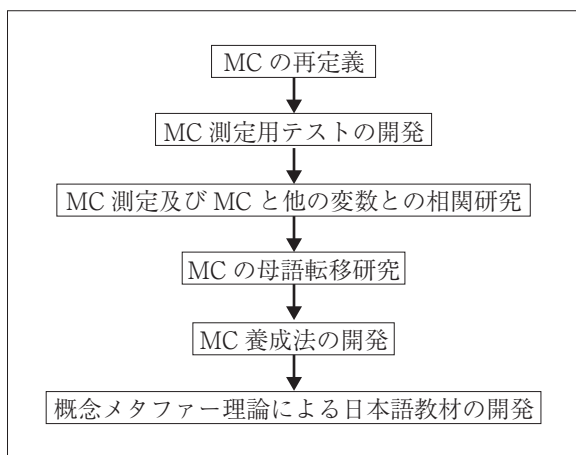 MC の再定義
MC 測定用テストの開発
MC 測定及び MC と他の変数との相関研究
MC の母語転移研究
MC 養成法の開発
概念メタファー理論による日本語教材の開発